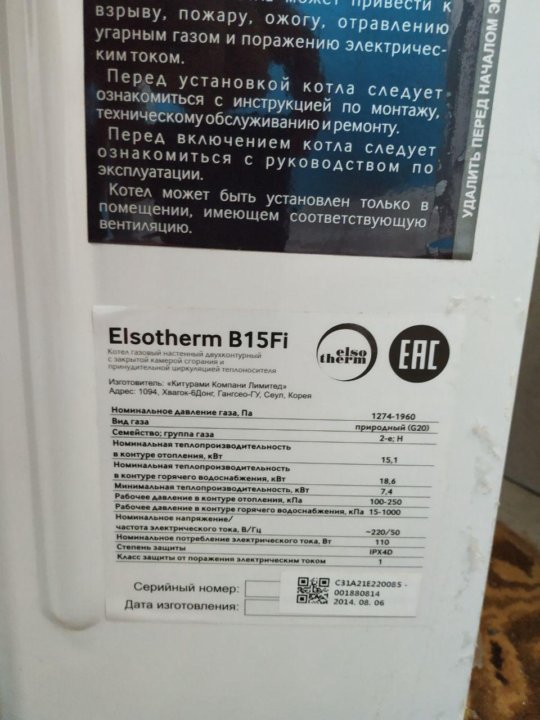 привести к
взрыву, пожару, ожогу, отравлению
угарным газом и поражению электричес-
ким током.
Перед установкой котла следует
ознакомиться с инструкцией по монтажу,
техническому обслуживанию и ремонту.
Перед включением котла следует
ознакомиться с руководством по
эксплуатации.
Котел может быть установлен только в
помещении, имеющем соответствующую
вентиляцию.
УДАЛИТЬ ПЕРЕД НАЧАЛОМ
Elsotherm B15Fi
Котел газовый настенный двухконтурный
с закрытой камерой сгорания и
принудительной циркуляцией теплоносителя
elso
therm
EAC
Изготовитель: «Китурами Компани Лимитед»
Адрес: 1094, Хвагок-6Донг, Гангсео-ГУ, Сеул, Корея
Номинальное давление газа, Па 1274-1960
Вид газа природный (G20)
Семейство; группа газа 2-е; H
Номинальная теплопроизводительность
в контуре отопления, кВт 15,1
Номинальная теплопроизводительность
в контуре горячего водоснабжения, кВт 18,6
Минимальная теплопроизводительность, кВт 7,4
Рабочее давление в контуре отопления, кПа 100-250
Рабочее давление в контуре горячего водоснабжения, кПа 15-1000
Номинальное напряжение/
частота электрического тока, В/Гц ~220/50
Номинальное потребление электрического тока, Вт 110
Степень защиты IPX4D
Класс защиты от поражения электрическим током 1
Серийный номер: C31A21E220085 -
001880814
Дата изготовления: 2014. 08. 06